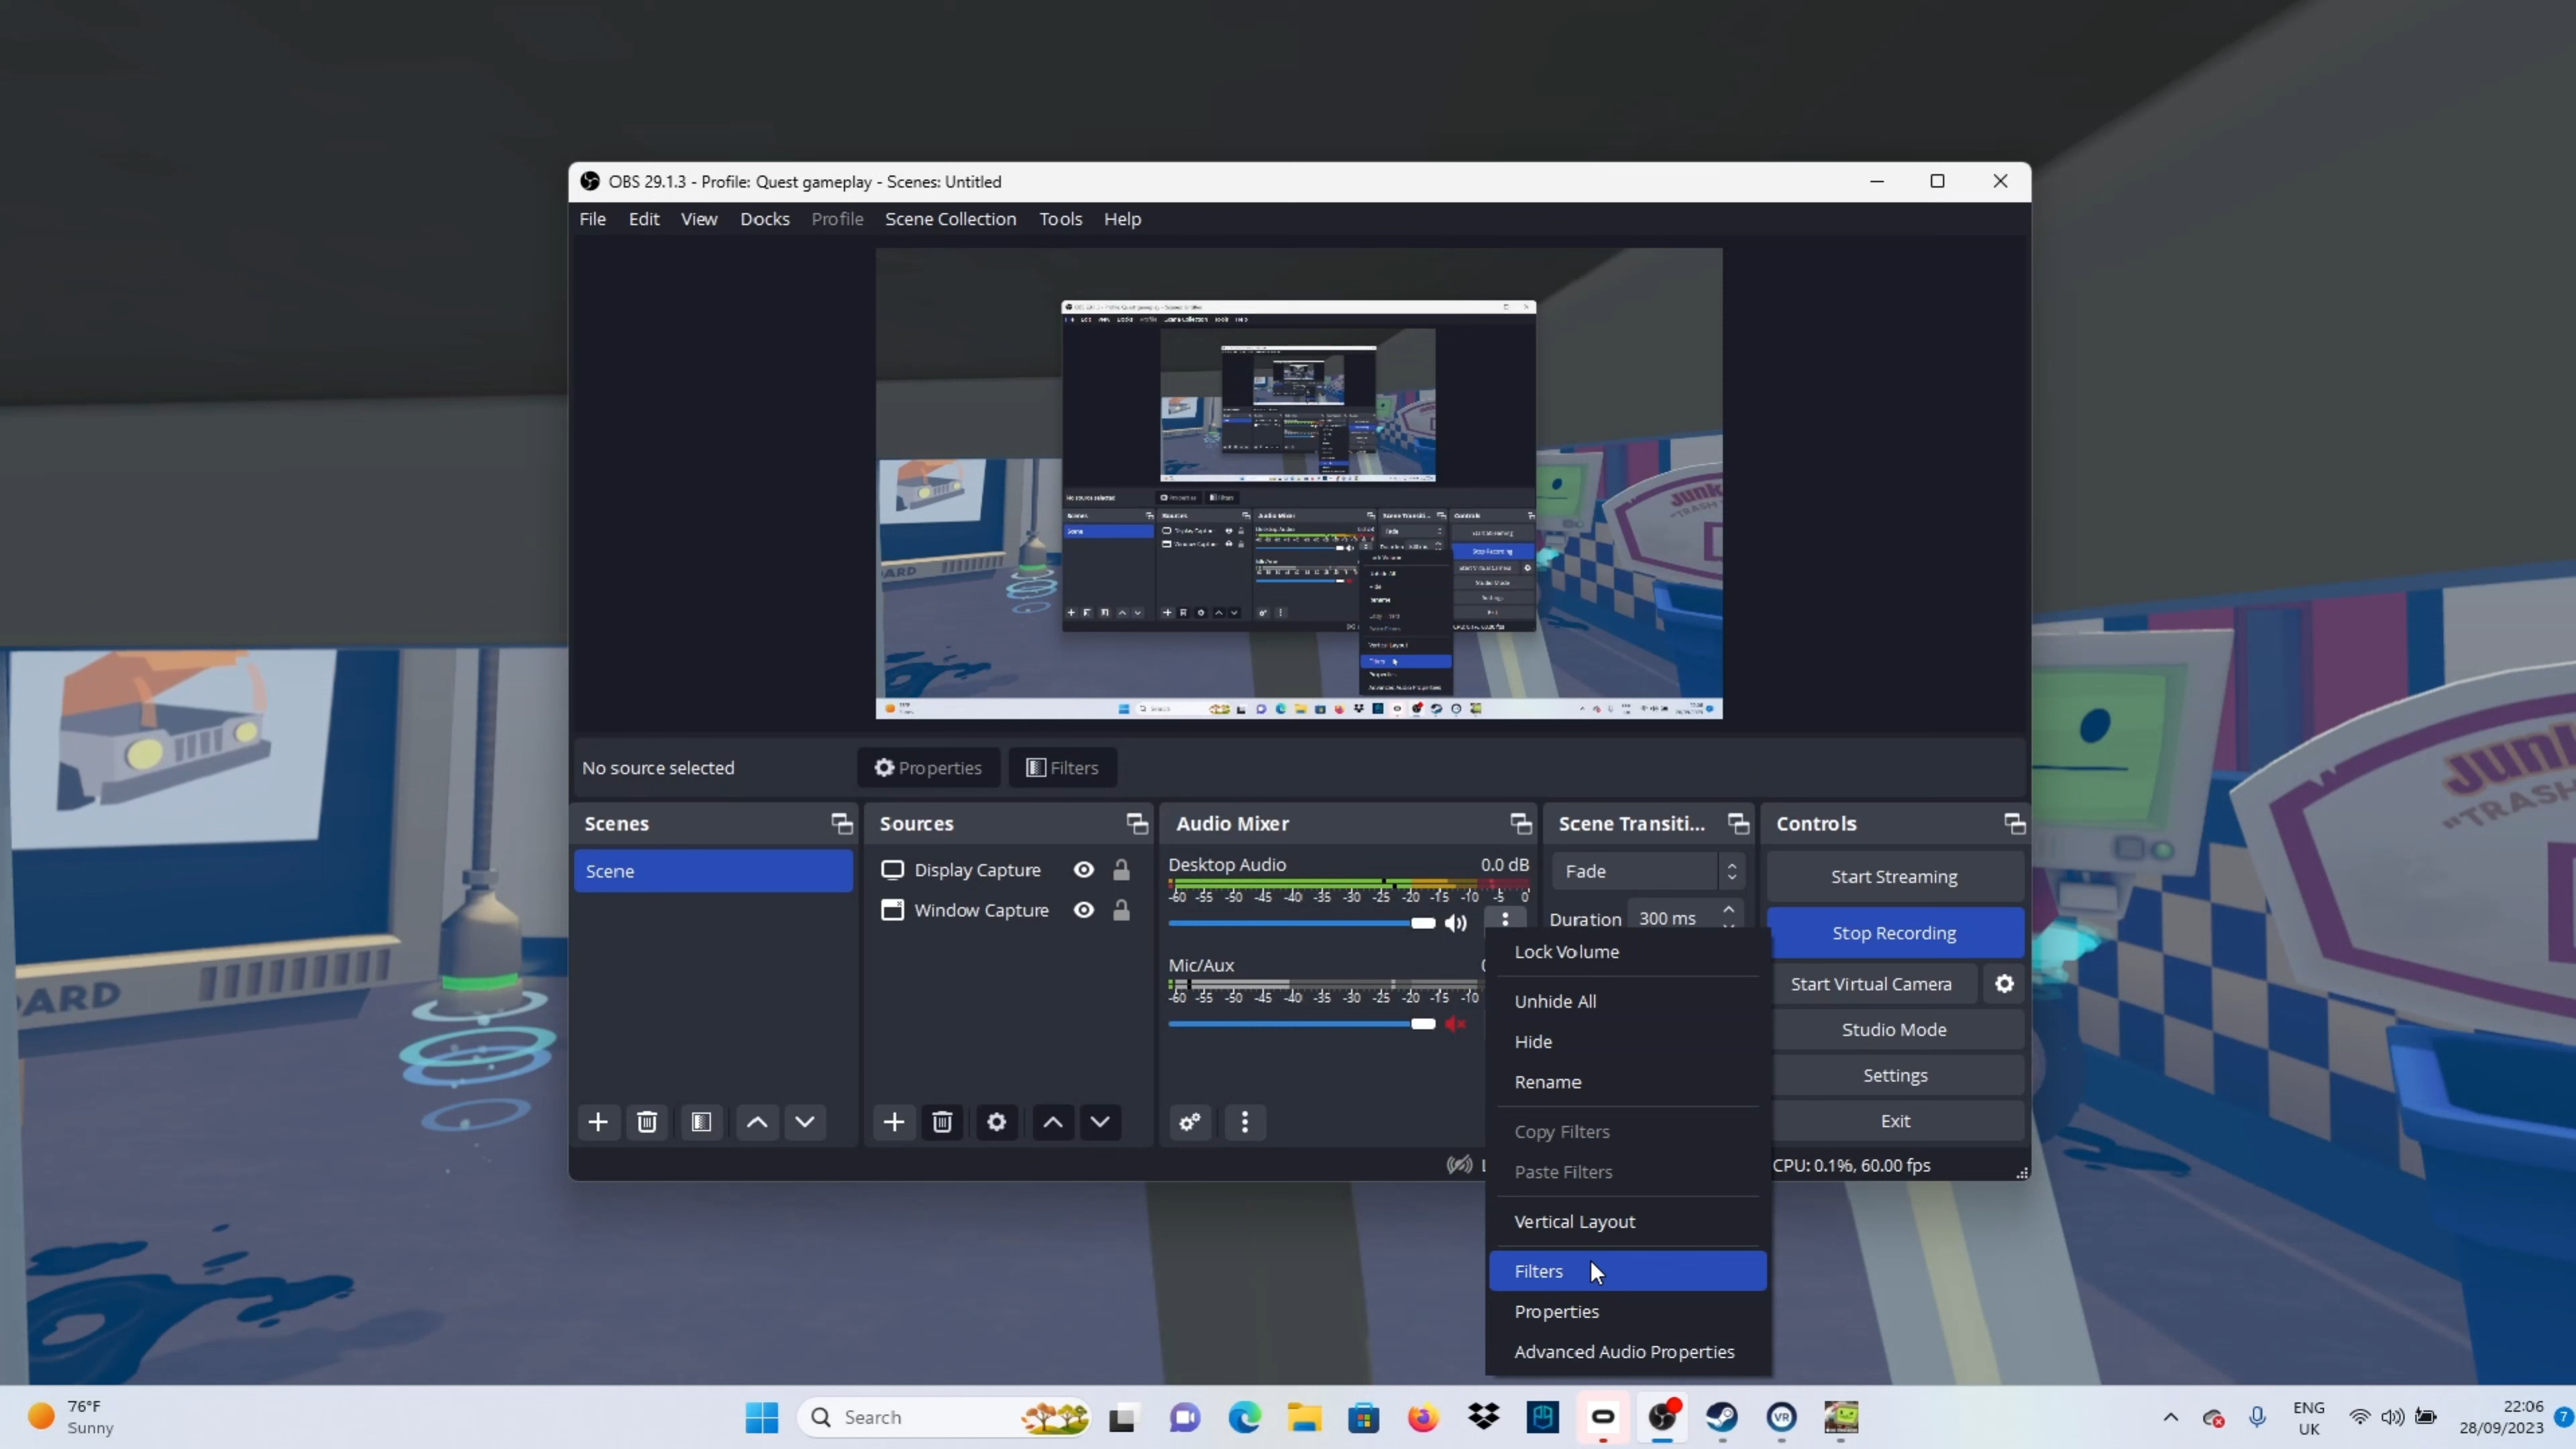 OBS 29.1.3 - Profile: Quest gameplay - Scenes: Untitled
File Edit View Docks Profile Scene Collection Tools Help
No source selected Properties Filters
Scenes
Scene
Sources
Display Capture
Window Capture
Audio Mixer
Desktop Audio 0.0 dB
-60 -55 -50 -45 -40 -35 -30 -25 -20 -15 -10 -5 0
Mic/Aux
-60 -55 -50 -45 -40 -35 -30 -25 -20 -15 -10
Scene Transiti...
Fade
Duration 300 ms
Controls
Start Streaming
Stop Recording
Start Virtual Camera
Studio Mode
Settings
Exit
CPU: 0.1%, 60.00 fps
Lock Volume
Unhide All
Hide
Rename
Copy Filters
Paste Filters
Vertical Layout
Filters
Properties
Advanced Audio Properties
ARD
"TRASH
76°F
Sunny
Search
VR
ENG
UK
22:06
28/09/2023
7